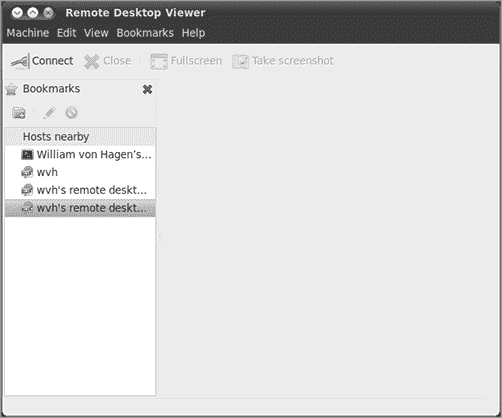 Remote Desktop Viewer
Machine Edit View Bookmarks Help
Connect Close Fullscreen Take screenshot
Bookmarks
Hosts nearby
William von Hagen's...
wvh
wvh's remote deskt...
wvh's remote deskt...